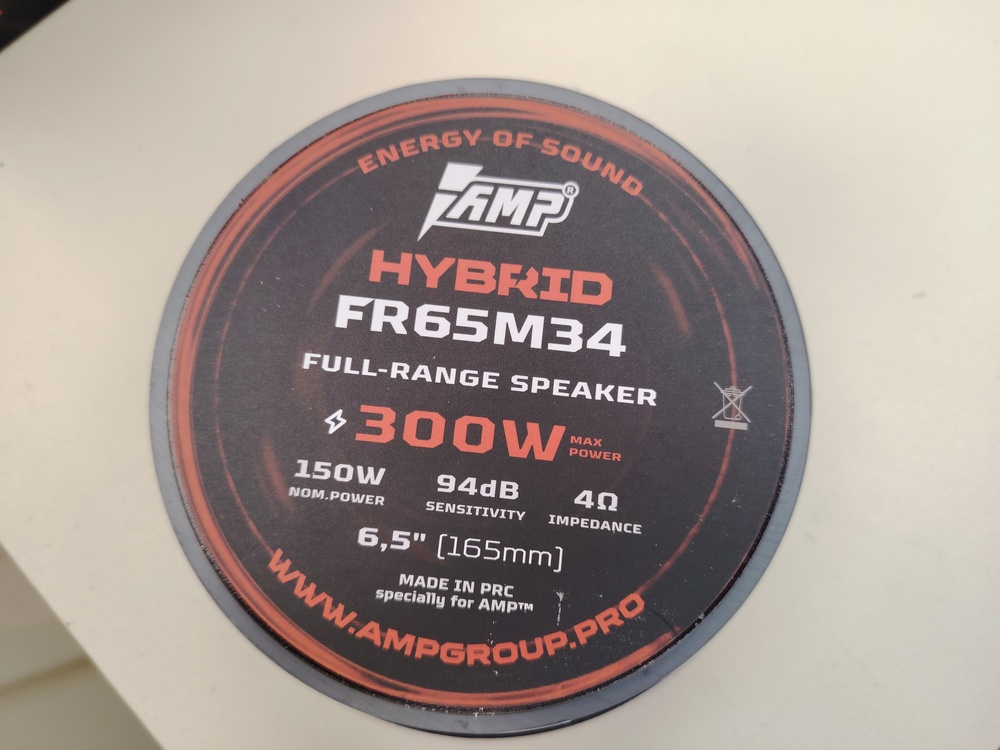 ENERGY OF SOUND
AMP®
HYBRID
FR65M34
FULL-RANGE SPEAKER
300W MAX POWER
150W NOM.POWER
94dB SENSITIVITY
4Ω IMPEDANCE
6,5" [165mm]
MADE IN PRC
specially for AMP™
WWW.AMPGROUP.PRO